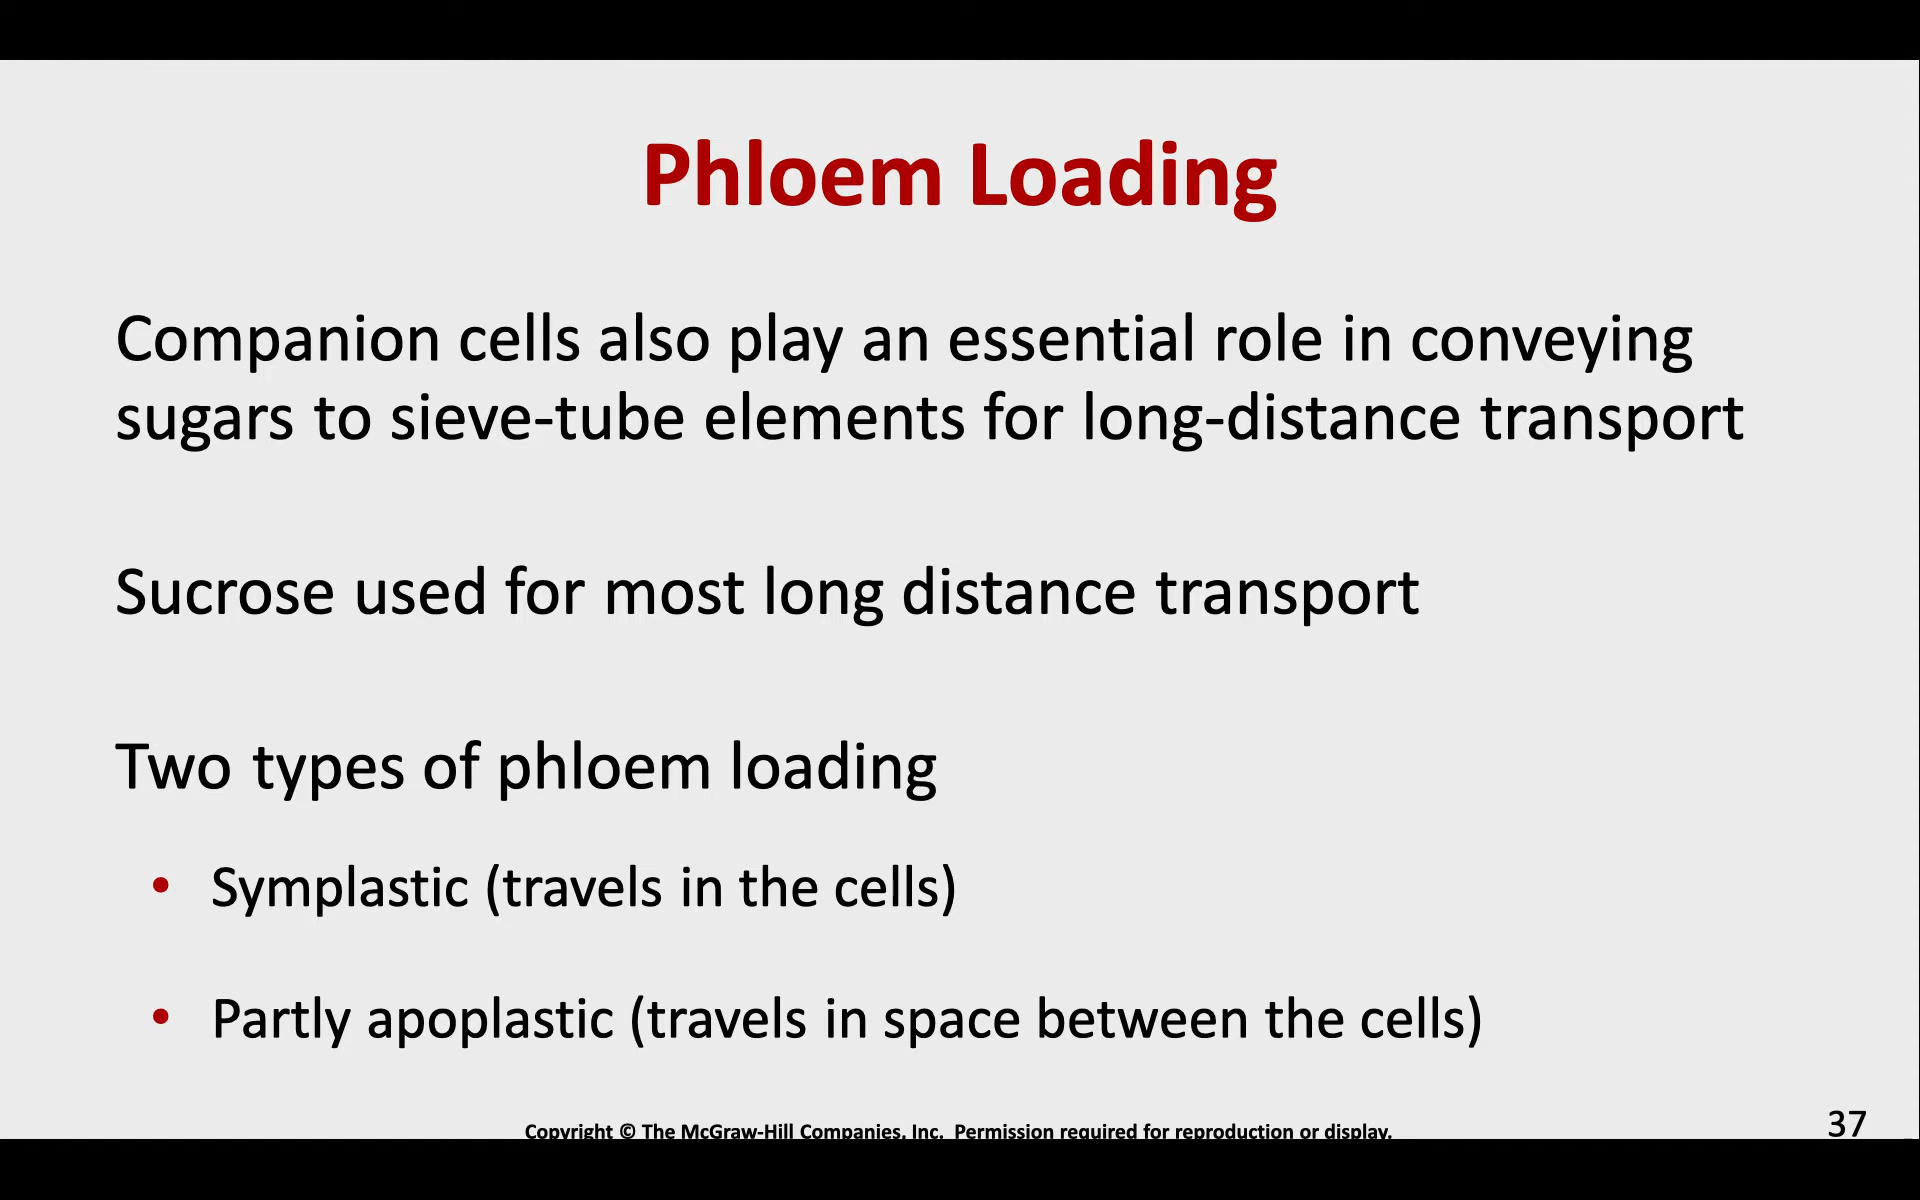 Phloem Loading
Companion cells also play an essential role in conveying
sugars to sieve-tube elements for long-distance transport
Sucrose used for most long distance transport
Two types of phloem loading
• Symplastic (travels in the cells)
• Partly apoplastic (travels in space between the cells)
Copyright © The McGraw-Hill Companies, Inc. Permission required for reproduction or display.
37